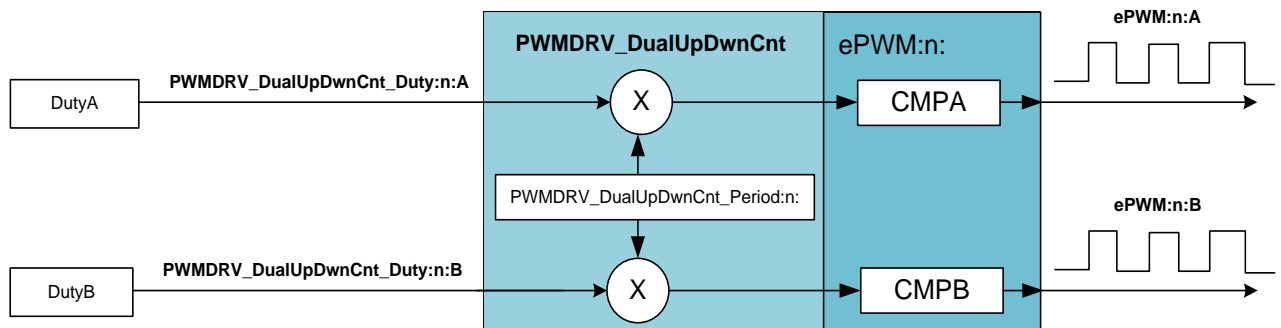 PWMDRV_DualUpDwnCnt
ePWM:n:
ePWM:n:A
DutyA
PWMDRV_DualUpDwnCnt_Duty:n:A
X
CMPA
PWMDRV_DualUpDwnCnt_Period:n:
ePWM:n:B
DutyB
PWMDRV_DualUpDwnCnt_Duty:n:B
X
CMPB